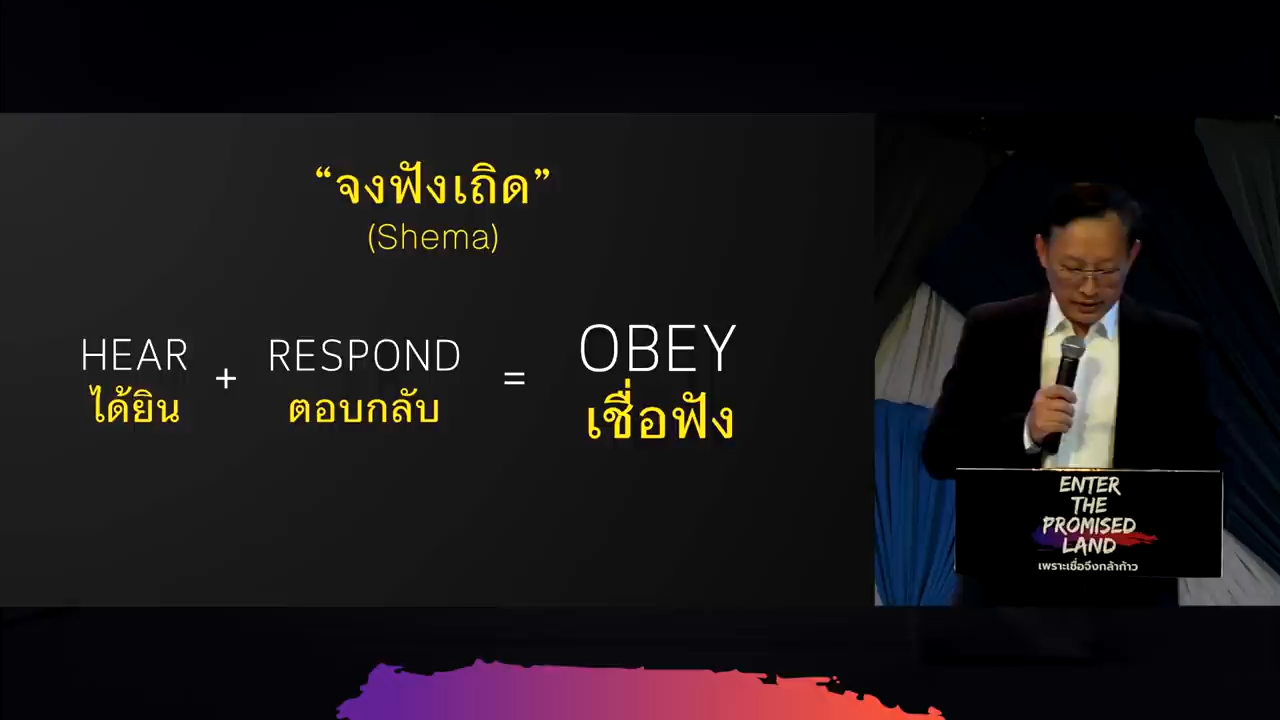 “จงฟังเถิด”
(Shema)
HEAR + RESPOND = OBEY
ได้ยิน ตอบกลับ เชื่อฟัง
ENTER
THE
PROMISED
LAND
เพราะเชื่อจึงกล้าก้าว